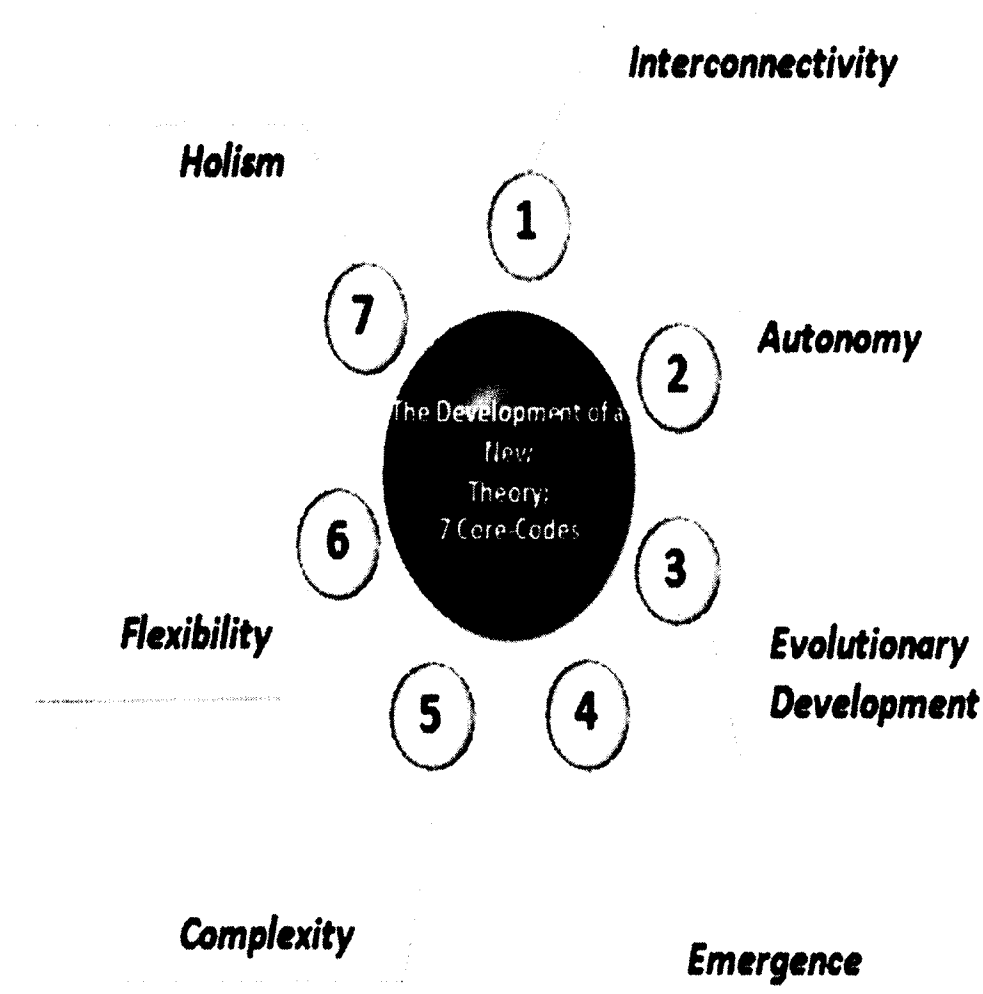 Interconnectivity
Holism
1
7
Autonomy
2
The Development of a
New
Theory:
7 Core-Codes
6
3
Flexibility
Evolutionary
Development
5
4
Complexity
Emergence